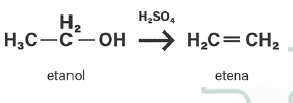 H₂ H₂SO₄
H₃C—C—OH ⟶ H₂C=CH₂
etanol etena